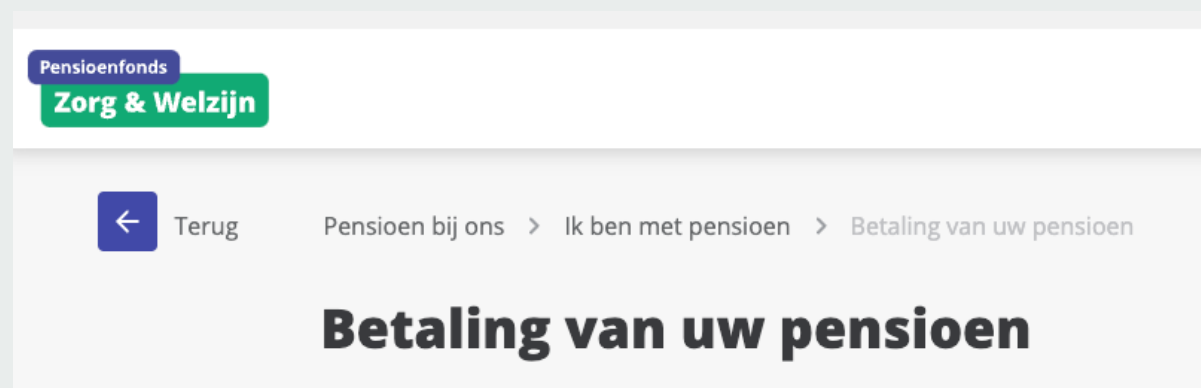 Pensioenfonds
Zorg & Welzijn
Terug
Pensioen bij ons > Ik ben met pensioen > Betaling van uw pensioen
Betaling van uw pensioen